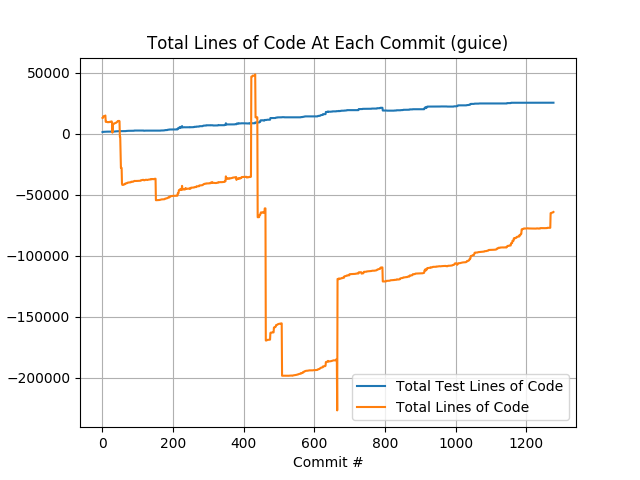 Total Lines of Code At Each Commit (guice)
50000
0
−50000
−100000
−150000
−200000
Total Test Lines of Code
Total Lines of Code
0 200 400 600 800 1000 1200
Commit #